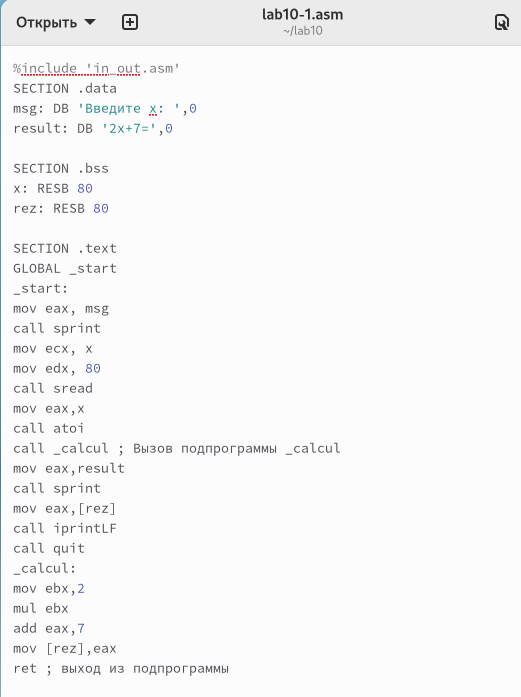 Открыть
lab10-1.asm
~/lab10
%include 'in_out.asm'
SECTION .data
msg: DB 'Введите x: ',0
result: DB '2x+7=',0
SECTION .bss
x: RESB 80
rez: RESB 80
SECTION .text
GLOBAL _start
_start:
mov eax, msg
call sprint
mov ecx, x
mov edx, 80
call sread
mov eax,x
call atoi
call _calcul ; Вызов подпрограммы _calcul
mov eax,result
call sprint
mov eax,[rez]
call iprintLF
call quit
_calcul:
mov ebx,2
mul ebx
add eax,7
mov [rez],eax
ret ; выход из подпрограммы